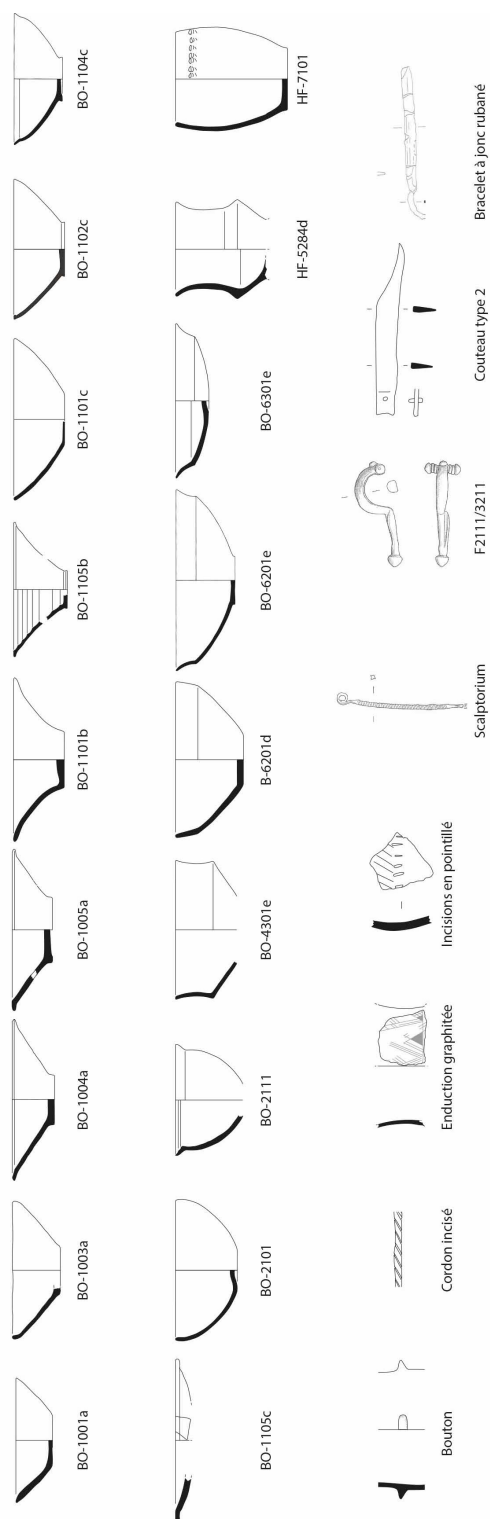 BO-1001a
BO-1003a
BO-1004a
BO-1005a
BO-1101b
BO-1105b
BO-1101c
BO-1102c
BO-1104c
BO-1105c
BO-2101
BO-2111
BO-4301e
B-6201d
BO-6201e
BO-6301e
HF-5284d
HF-7101
Bouton
Cordon incisé
Enduction graphitée
Incisions en pointillé
Scalptorium
F2111/3211
Couteau type 2
Bracelet à jonc rubané